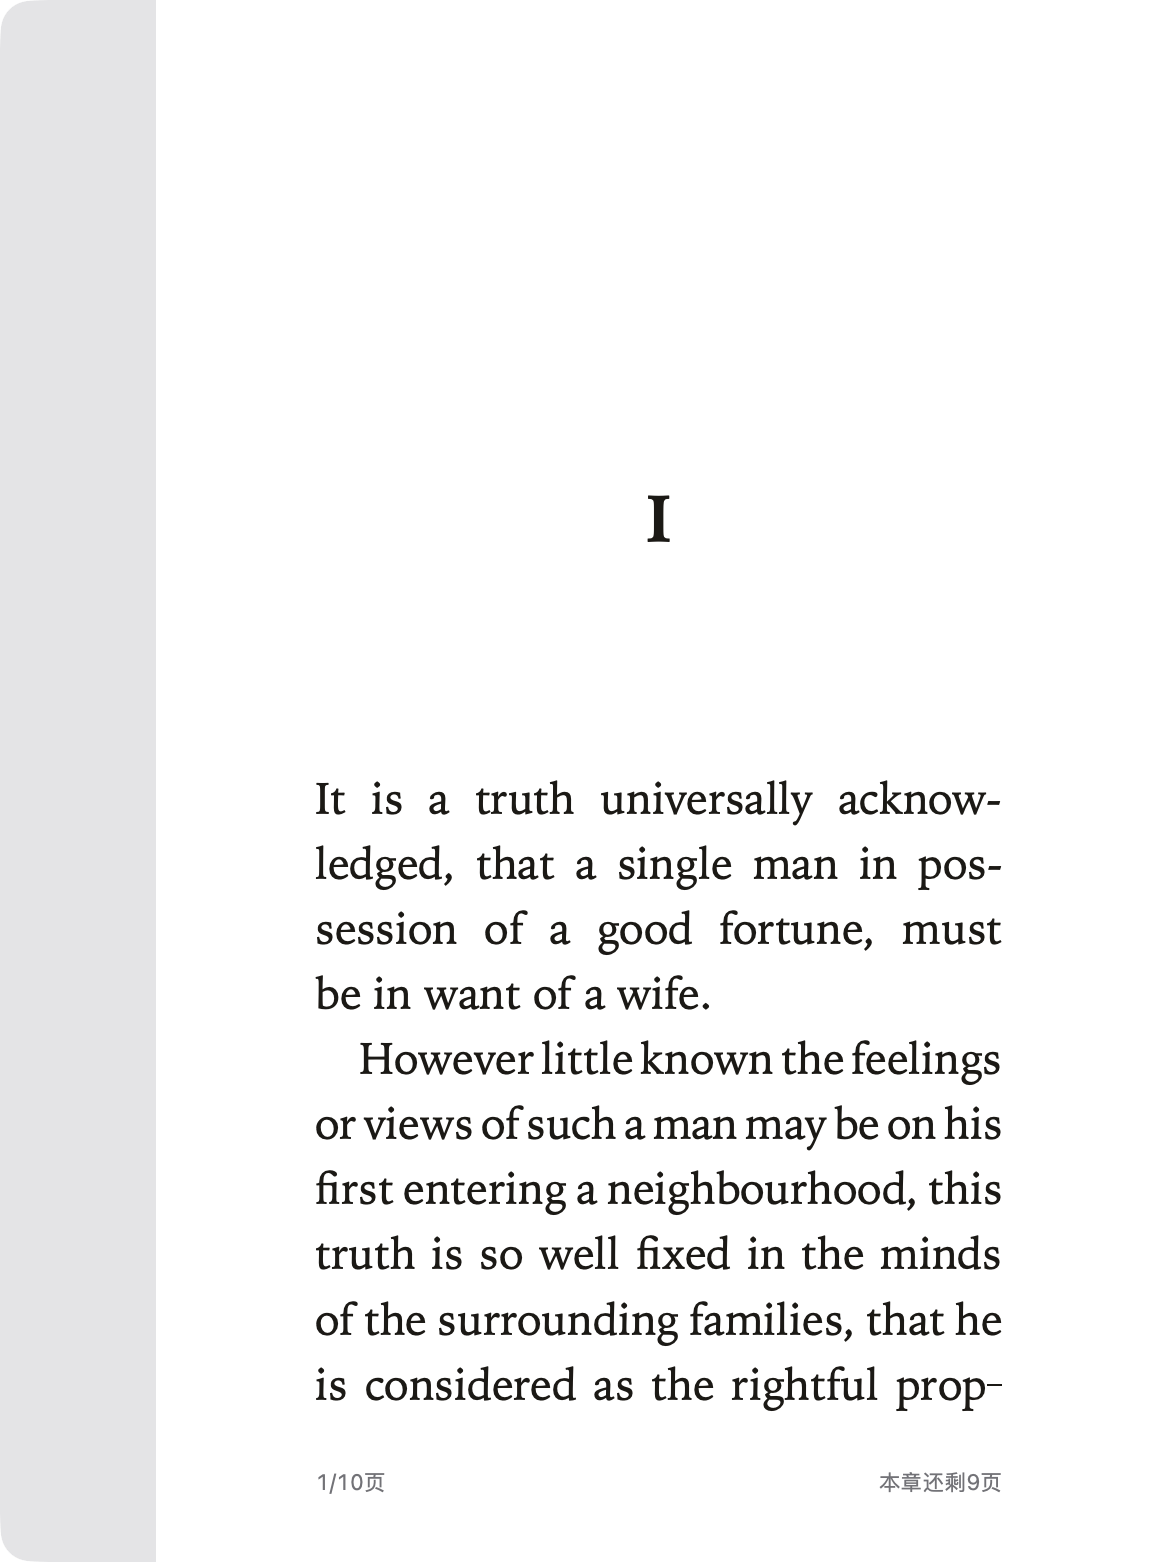 I
It is a truth universally acknow-
ledged, that a single man in pos-
session of a good fortune, must
be in want of a wife.
However little known the feelings
or views of such a man may be on his
first entering a neighbourhood, this
truth is so well fixed in the minds
of the surrounding families, that he
is considered as the rightful prop-
1/10页
本章还剩9页